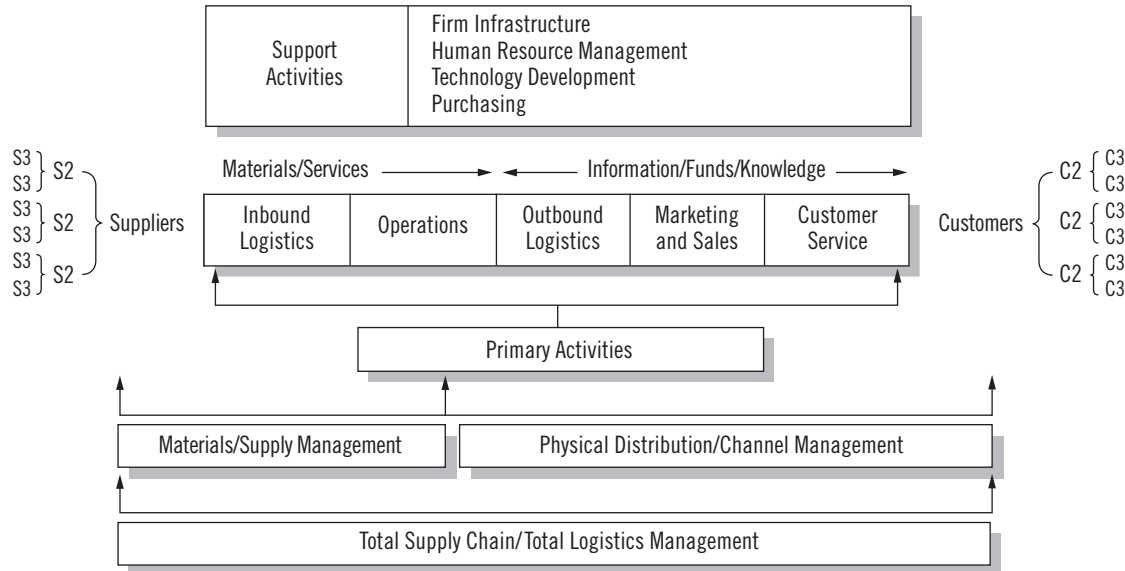 Support
Activities
Firm Infrastructure
Human Resource Management
Technology Development
Purchasing
S3
S3
S2
S3
S3
S2
S3
S3
S2
Suppliers
Materials/Services
Information/Funds/Knowledge
Inbound
Logistics
Operations
Outbound
Logistics
Marketing
and Sales
Customer
Service
Customers
C2
C3
C3
C2
C3
C3
C2
C3
C3
Primary Activities
Materials/Supply Management
Physical Distribution/Channel Management
Total Supply Chain/Total Logistics Management